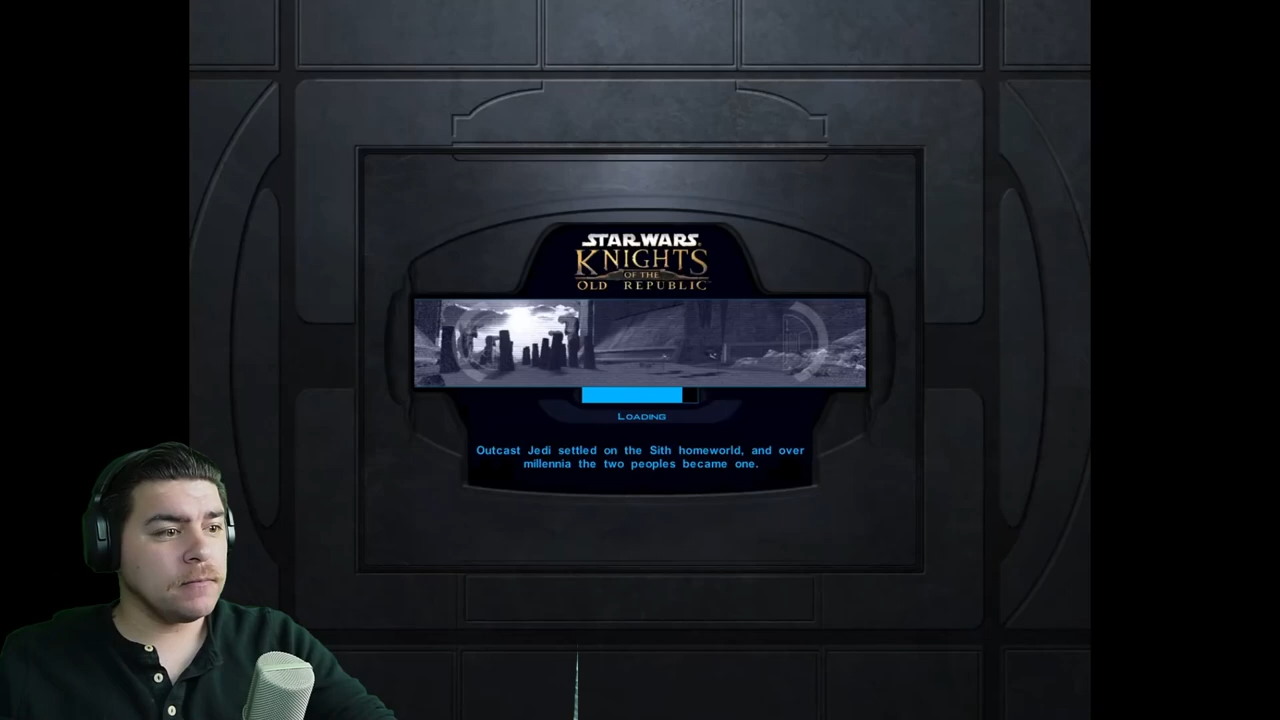 STAR WARS
KNIGHTS
OF THE
OLD REPUBLIC
LOADING
Outcast Jedi settled on the Sith homeworld, and over
millennia the two peoples became one.